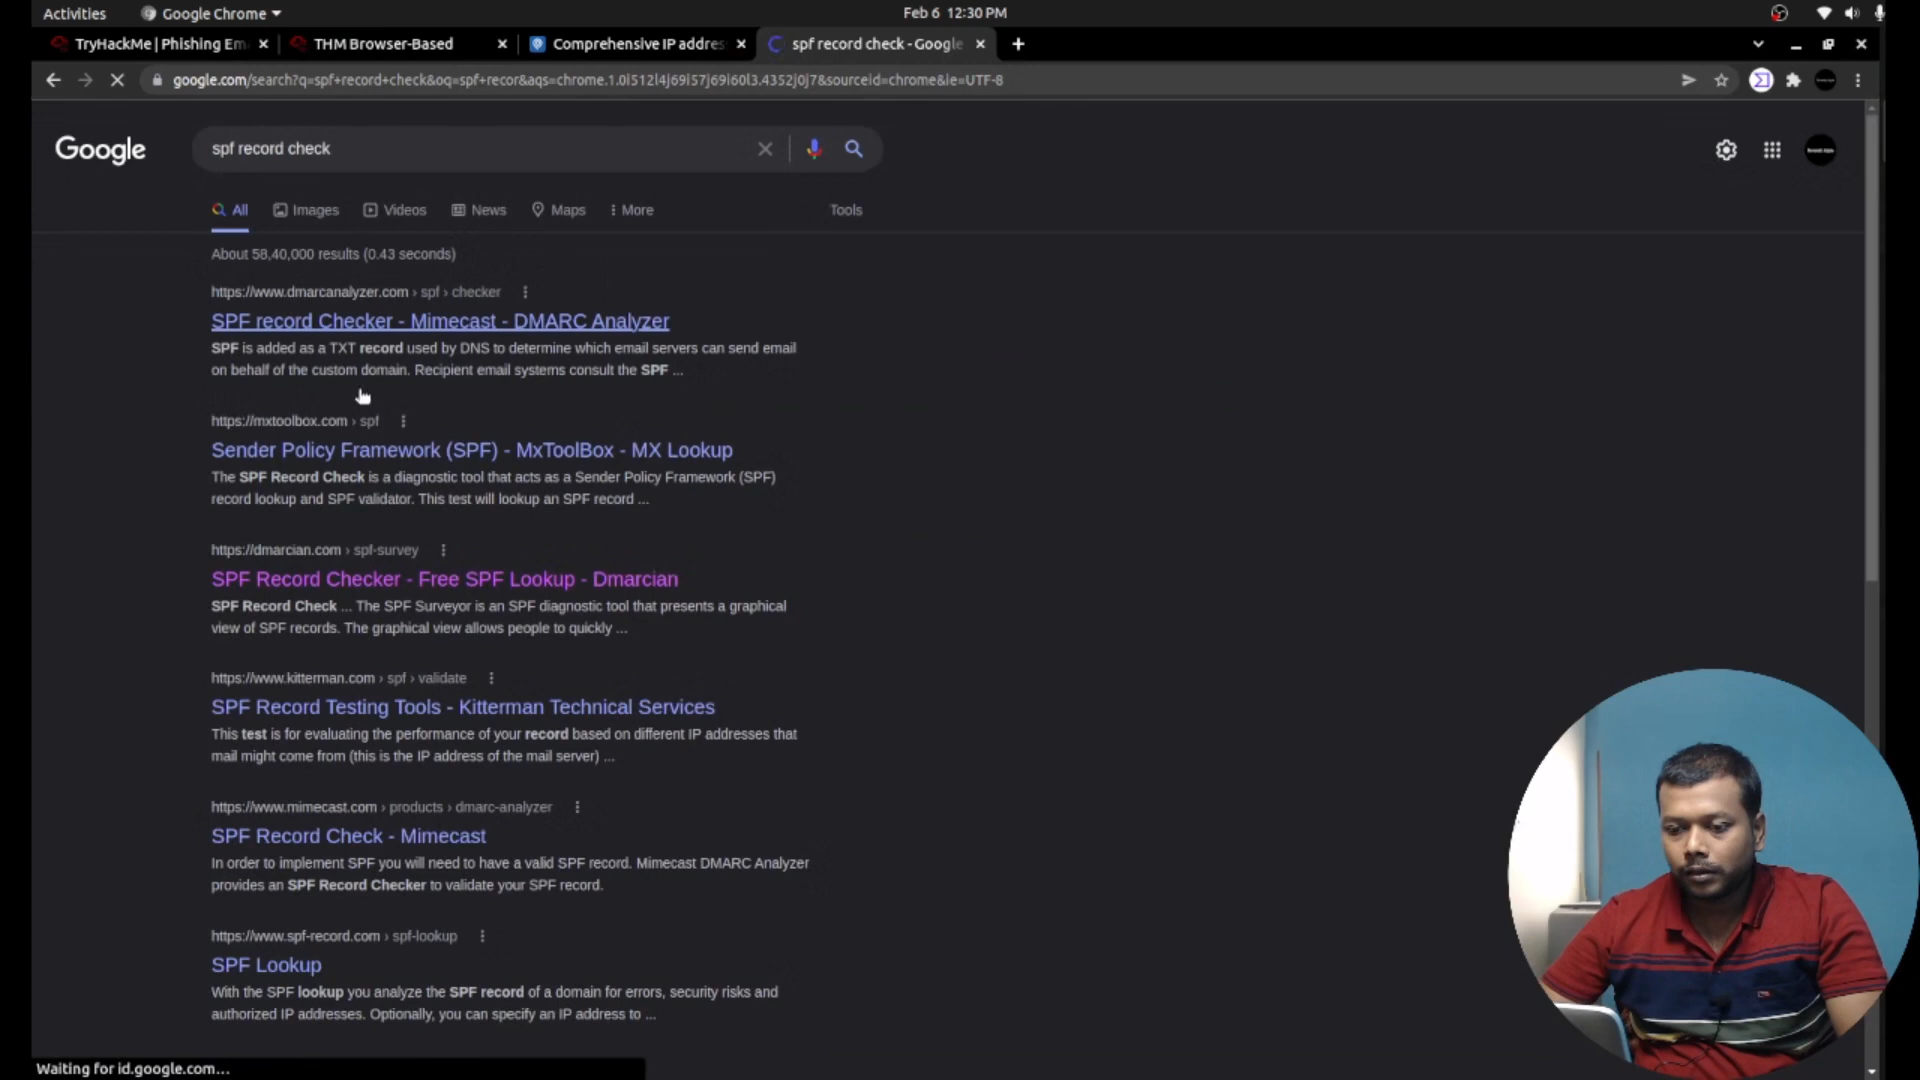 Activities
Google Chrome
Feb 6 12:30 PM
TryHackMe | Phishing Em
THM Browser-Based
Comprehensive IP addres
spf record check - Google
google.com/search?q=spf+record+check&oq=spf+recor&aqs=chrome.1.0i512l4j69i57j69i60l3.4352j0j7&sourceid=chrome&ie=UTF-8
Google
spf record check
All
Images
Videos
News
Maps
More
Tools
About 58,40,000 results (0.43 seconds)
https://www.dmarcanalyzer.com › spf › checker
SPF record Checker - Mimecast - DMARC Analyzer
SPF is added as a TXT record used by DNS to determine which email servers can send email
on behalf of the custom domain. Recipient email systems consult the SPF ...
https://mxtoolbox.com › spf
Sender Policy Framework (SPF) - MxToolBox - MX Lookup
The SPF Record Check is a diagnostic tool that acts as a Sender Policy Framework (SPF)
record lookup and SPF validator. This test will lookup an SPF record ...
https://dmarcian.com › spf-survey
SPF Record Checker - Free SPF Lookup - Dmarcian
SPF Record Check ... The SPF Surveyor is an SPF diagnostic tool that presents a graphical
view of SPF records. The graphical view allows people to quickly ...
https://www.kitterman.com › spf › validate
SPF Record Testing Tools - Kitterman Technical Services
This test is for evaluating the performance of your record based on different IP addresses that
mail might come from (this is the IP address of the mail server) ...
https://www.mimecast.com › products › dmarc-analyzer
SPF Record Check - Mimecast
In order to implement SPF you will need to have a valid SPF record. Mimecast DMARC Analyzer
provides an SPF Record Checker to validate your SPF record.
https://www.spf-record.com › spf-lookup
SPF Lookup
With the SPF lookup you analyze the SPF record of a domain for errors, security risks and
authorized IP addresses. Optionally, you can specify an IP address to ...
Waiting for id.google.com...